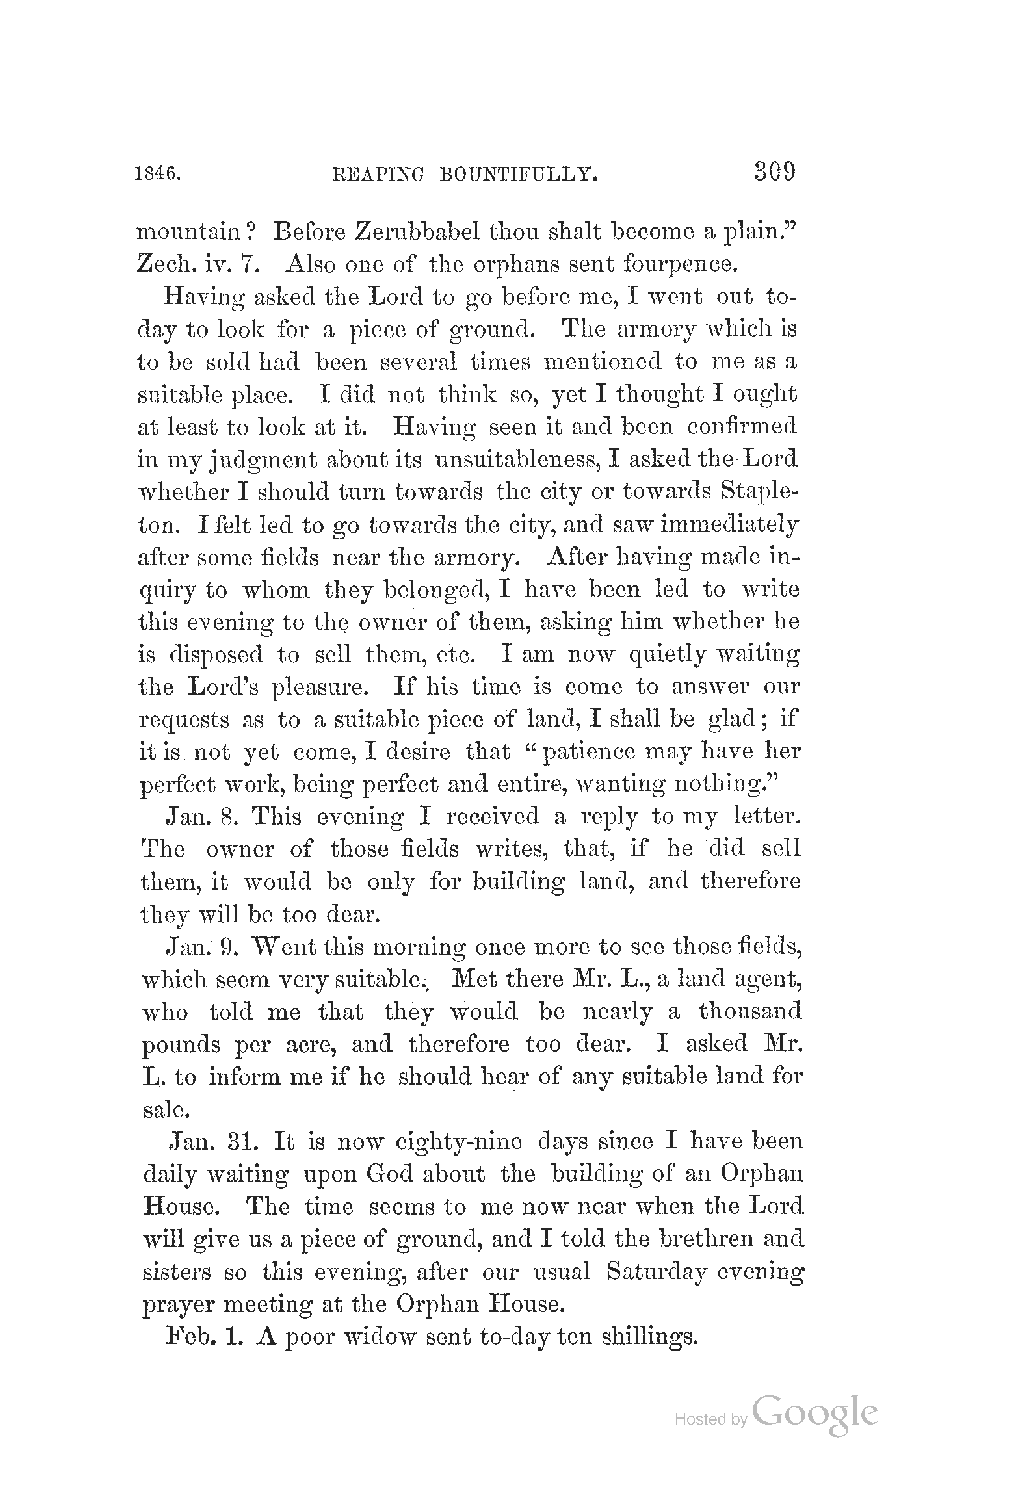 1846. REAPING BOUNTIFULLY. 309
mountain? Before Zerubbabel thou shalt become a plain.”
Zech. iv. 7. Also one of the orphans sent fourpence.
Having asked the Lord to go before me, I went out to-
day to look for a piece of ground. The armory which is
to be sold had been several times mentioned to me as a
suitable place. I did not think so, yet I thought I ought
at least to look at it. Having seen it and been confirmed
in my judgment about its unsuitableness, I asked the Lord
whether I should turn towards the city or towards Staple-
ton. I felt led to go towards the city, and saw immediately
after some fields near the armory. After having made in-
quiry to whom they belonged, I have been led to write
this evening to the owner of them, asking him whether he
is disposed to sell them, etc. I am now quietly waiting
the Lord’s pleasure. If his time is come to answer our
requests as to a suitable piece of land, I shall be glad; if
it is not yet come, I desire that “patience may have her
perfect work, being perfect and entire, wanting nothing.”
Jan. 8. This evening I received a reply to my letter.
The owner of those fields writes, that, if he did sell
them, it would be only for building land, and therefore
they will be too dear.
Jan. 9. Went this morning once more to see those fields,
which seem very suitable. Met there Mr. L., a land agent,
who told me that they would be nearly a thousand
pounds per acre, and therefore too dear. I asked Mr.
L. to inform me if he should hear of any suitable land for
sale.
Jan. 31. It is now eighty-nine days since I have been
daily waiting upon God about the building of an Orphan
House. The time seems to me now near when the Lord
will give us a piece of ground, and I told the brethren and
sisters so this evening, after our usual Saturday evening
prayer meeting at the Orphan House.
Feb. 1. A poor widow sent to-day ten shillings.
Hosted by Google